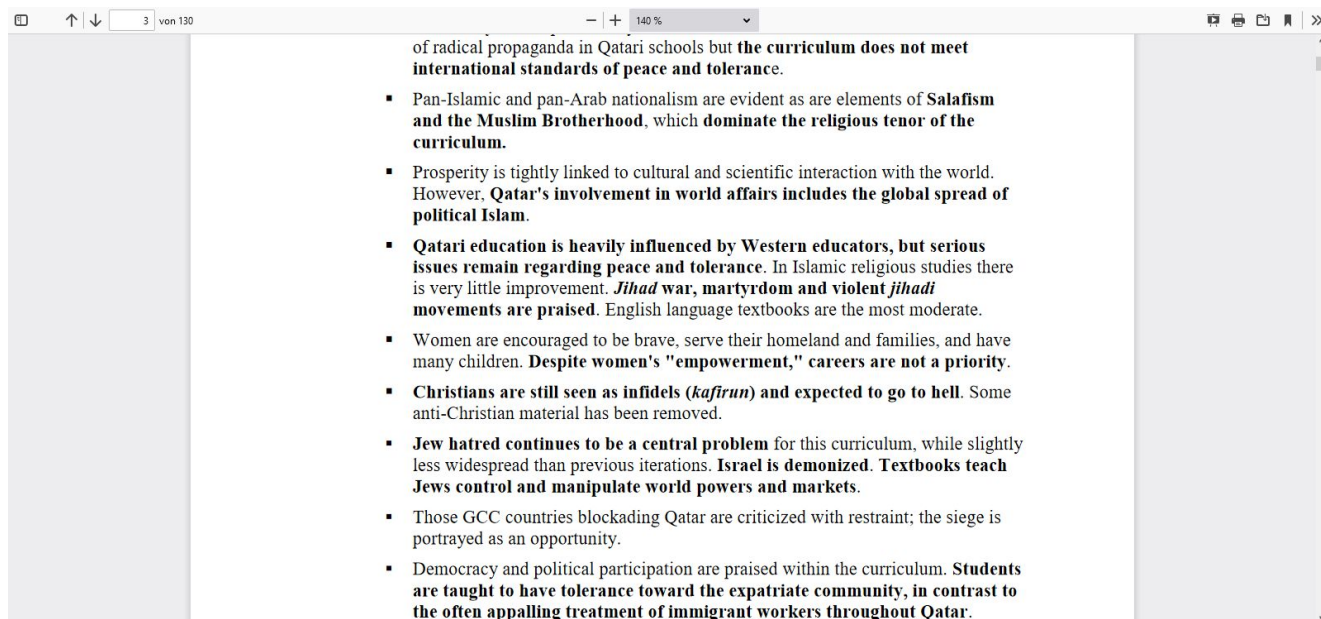 3 von 130
140 %
of radical propaganda in Qatari schools but the curriculum does not meet
international standards of peace and tolerance.
▪ Pan-Islamic and pan-Arab nationalism are evident as are elements of Salafism
and the Muslim Brotherhood, which dominate the religious tenor of the
curriculum.
▪ Prosperity is tightly linked to cultural and scientific interaction with the world.
However, Qatar's involvement in world affairs includes the global spread of
political Islam.
▪ Qatari education is heavily influenced by Western educators, but serious
issues remain regarding peace and tolerance. In Islamic religious studies there
is very little improvement. Jihad war, martyrdom and violent jihadi
movements are praised. English language textbooks are the most moderate.
▪ Women are encouraged to be brave, serve their homeland and families, and have
many children. Despite women's "empowerment," careers are not a priority.
▪ Christians are still seen as infidels (kafirun) and expected to go to hell. Some
anti-Christian material has been removed.
▪ Jew hatred continues to be a central problem for this curriculum, while slightly
less widespread than previous iterations. Israel is demonized. Textbooks teach
Jews control and manipulate world powers and markets.
▪ Those GCC countries blockading Qatar are criticized with restraint; the siege is
portrayed as an opportunity.
▪ Democracy and political participation are praised within the curriculum. Students
are taught to have tolerance toward the expatriate community, in contrast to
the often appalling treatment of immigrant workers throughout Qatar.